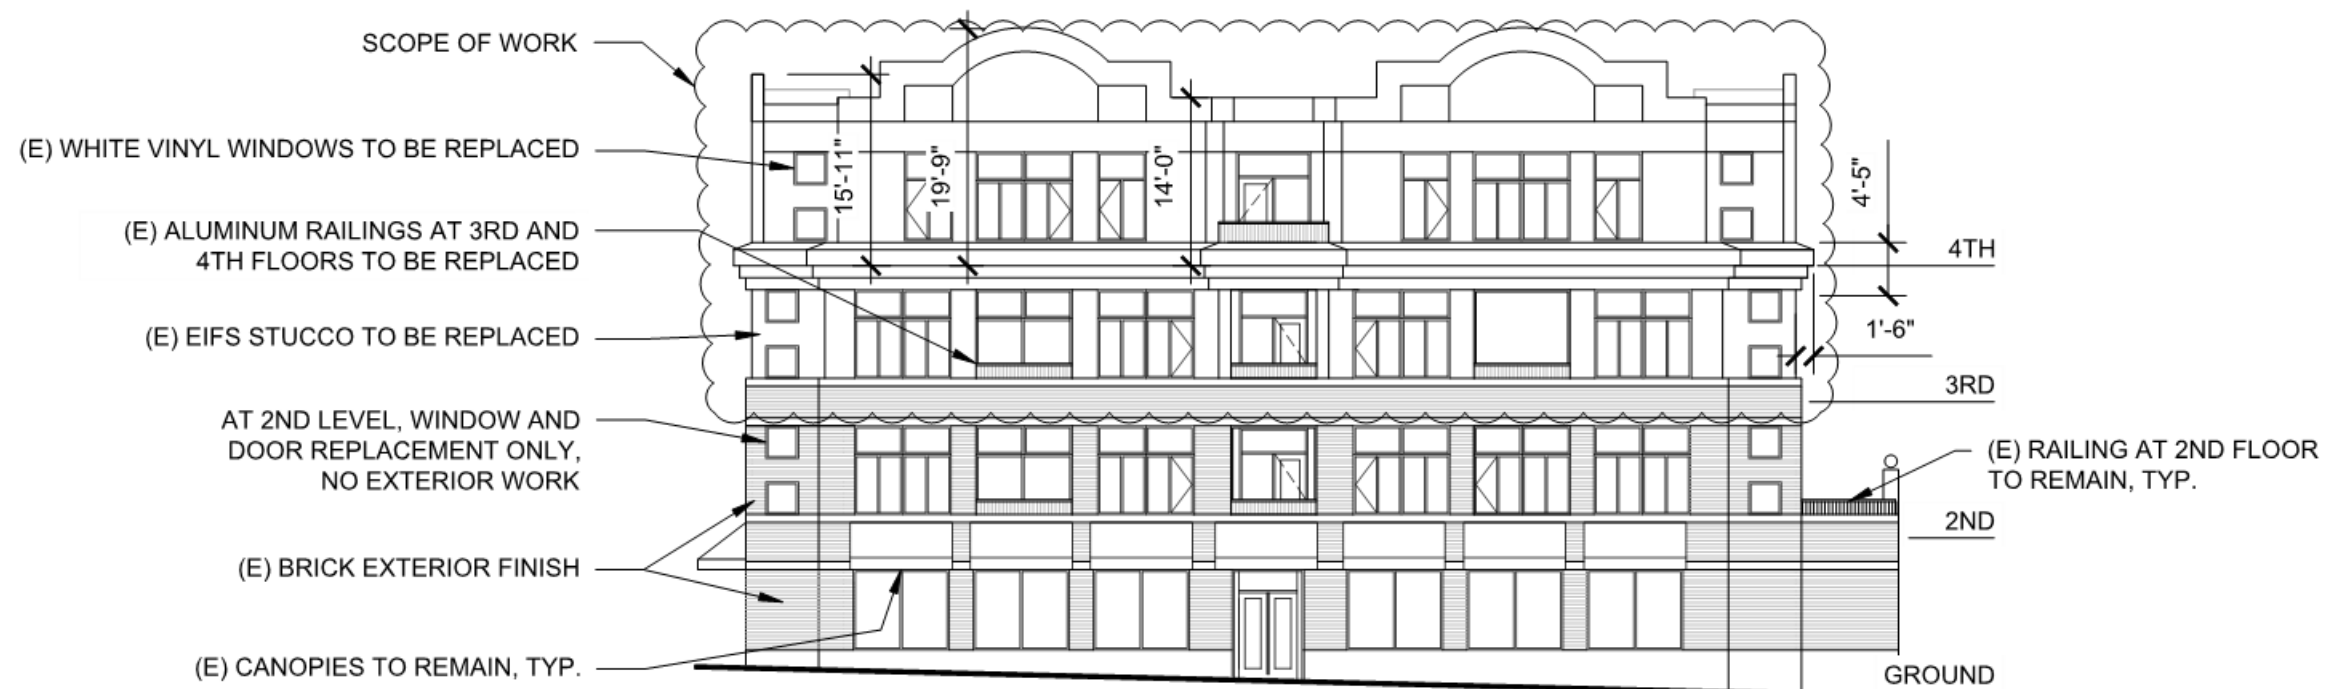 SCOPE OF WORK
(E) WHITE VINYL WINDOWS TO BE REPLACED
15'-11"
19'-9"
14'-0"
4'-5"
(E) ALUMINUM RAILINGS AT 3RD AND
4TH FLOORS TO BE REPLACED
4TH
(E) EIFS STUCCO TO BE REPLACED
1'-6"
3RD
AT 2ND LEVEL, WINDOW AND
DOOR REPLACEMENT ONLY,
NO EXTERIOR WORK
(E) RAILING AT 2ND FLOOR
TO REMAIN, TYP.
2ND
(E) BRICK EXTERIOR FINISH
(E) CANOPIES TO REMAIN, TYP.
GROUND